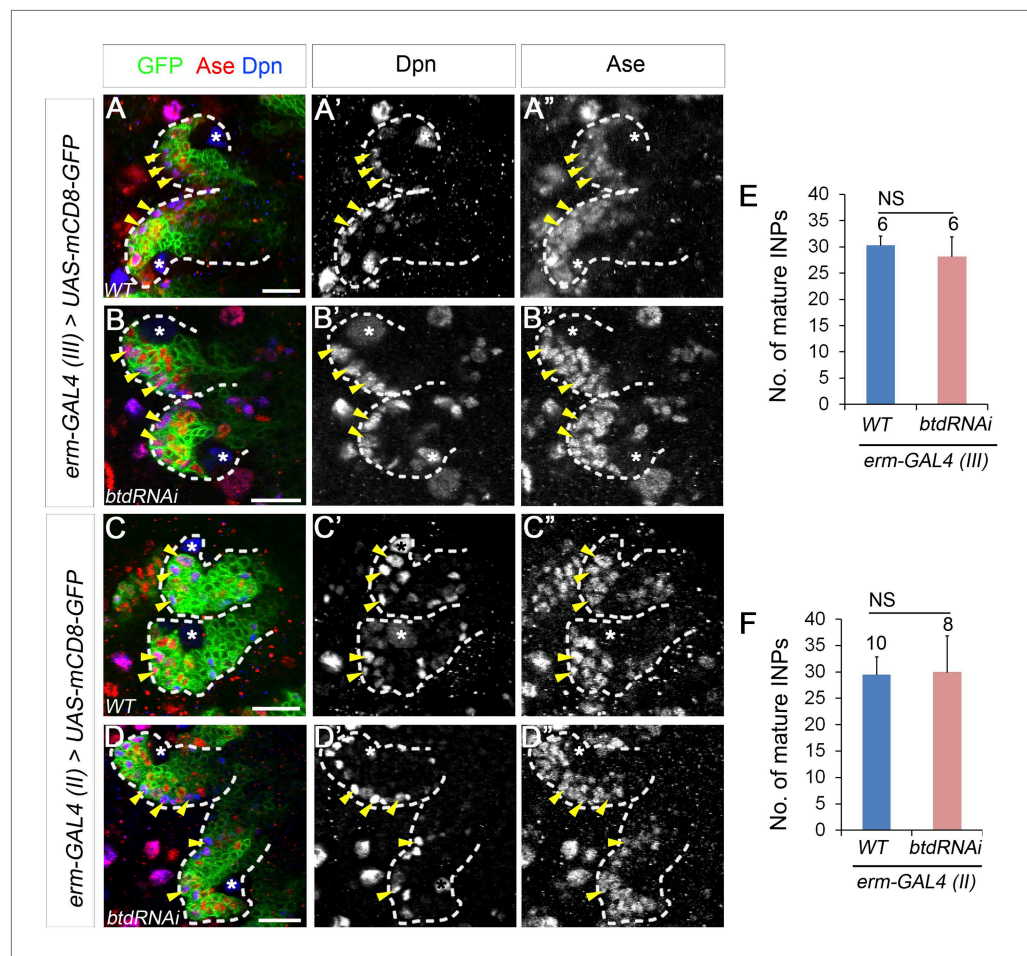 GFP Ase Dpn
Dpn
Ase
erm-GAL4 (III) > UAS-mCD8-GFP
A
*
*
WT
A'
*
*
A"
*
*
B
*
*
btdRNAi
B'
*
*
B"
*
*
erm-GAL4 (II) > UAS-mCD8-GFP
C
*
*
WT
C'
*
*
C"
*
D
*
*
btdRNAi
D'
*
*
D"
*
*
E
No. of mature INPs
40
35
30
25
20
15
10
5
0
NS
6 6
WT btdRNAi
erm-GAL4 (III)
F
No. of mature INPs
40
35
30
25
20
15
10
5
0
NS
10 8
WT btdRNAi
erm-GAL4 (II)